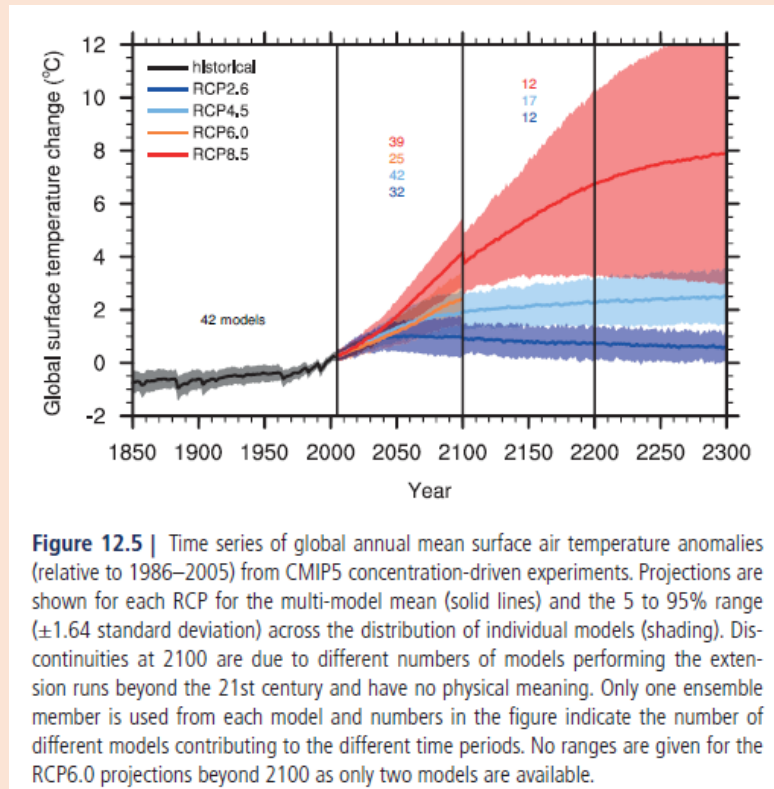 Global surface temperature change (°C)
12
10
8
6
4
2
0
-2
historical
RCP2.6
RCP4.5
RCP6.0
RCP8.5
42 models
39
25
42
32
12
17
12
1850 1900 1950 2000 2050 2100 2150 2200 2250 2300
Year
Figure 12.5 | Time series of global annual mean surface air temperature anomalies
(relative to 1986–2005) from CMIP5 concentration-driven experiments. Projections are
shown for each RCP for the multi-model mean (solid lines) and the 5 to 95% range
(±1.64 standard deviation) across the distribution of individual models (shading). Dis-
continuities at 2100 are due to different numbers of models performing the exten-
sion runs beyond the 21st century and have no physical meaning. Only one ensemble
member is used from each model and numbers in the figure indicate the number of
different models contributing to the different time periods. No ranges are given for the
RCP6.0 projections beyond 2100 as only two models are available.